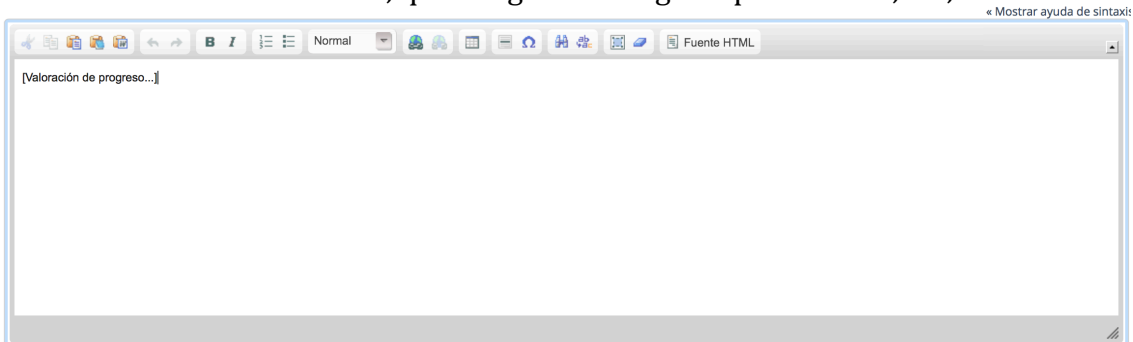 « Mostrar ayuda de sintaxis
B I Normal Ω Fuente HTML
[Valoración de progreso...]